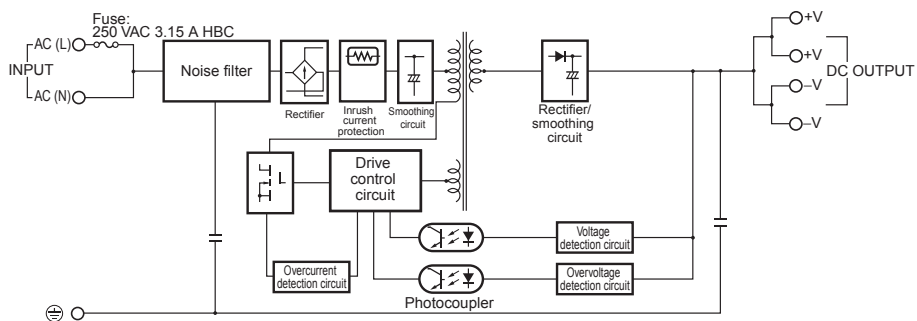 Fuse:
250 VAC 3.15 A HBC
AC (L)
INPUT
AC (N)
Noise filter
Rectifier
Inrush
current
protection
Smoothing
circuit
Rectifier/
smoothing
circuit
+V
+V
DC OUTPUT
–V
–V
Drive
control
circuit
Overcurrent
detection circuit
Voltage
detection circuit
Overvoltage
detection circuit
Photocoupler